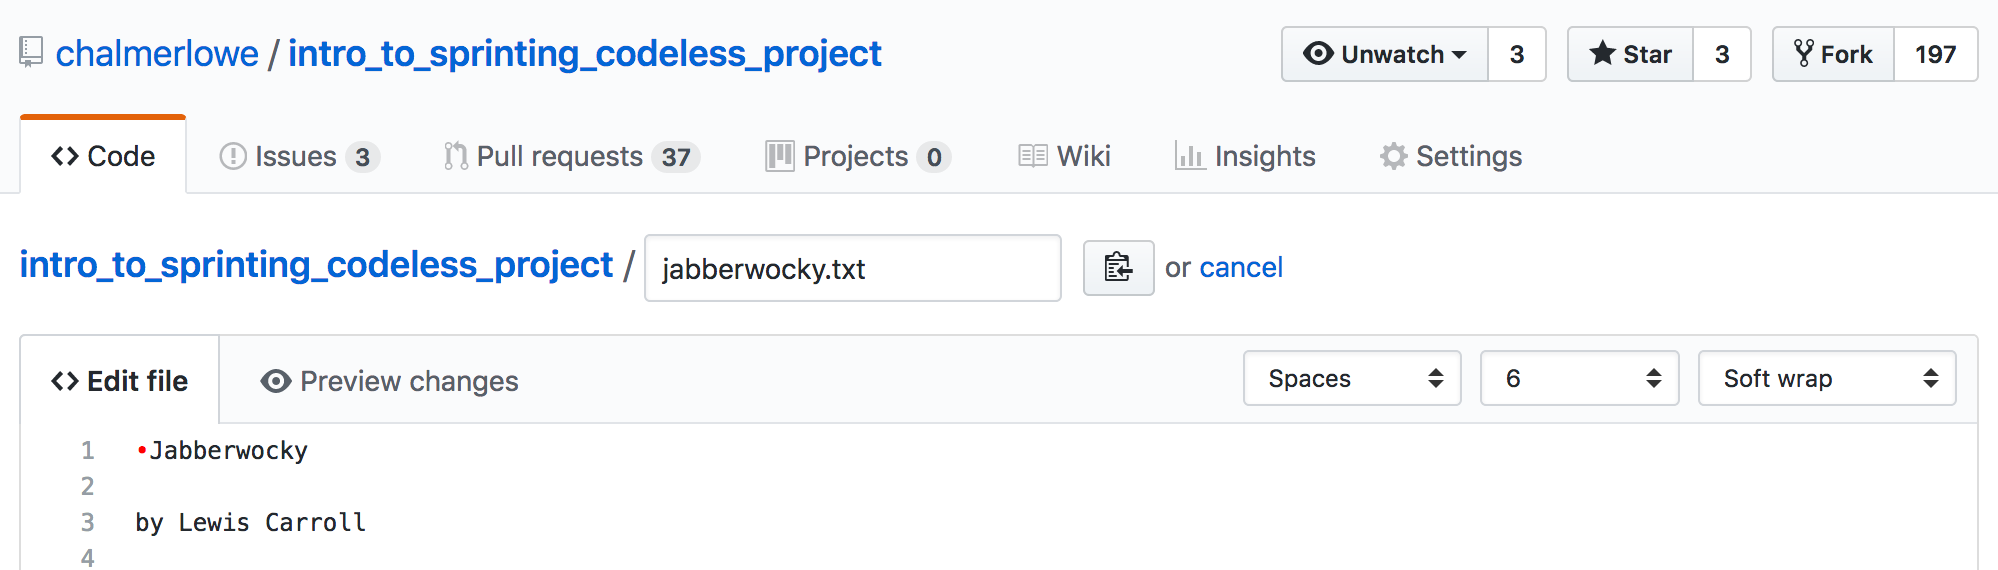 chalmerlowe / intro_to_sprinting_codeless_project Unwatch 3 Star 3 Fork 197
Code Issues 3 Pull requests 37 Projects 0 Wiki Insights Settings
intro_to_sprinting_codeless_project / jabberwocky.txt or cancel
Edit file Preview changes Spaces 6 Soft wrap
1 •Jabberwocky
2
3 by Lewis Carroll
4